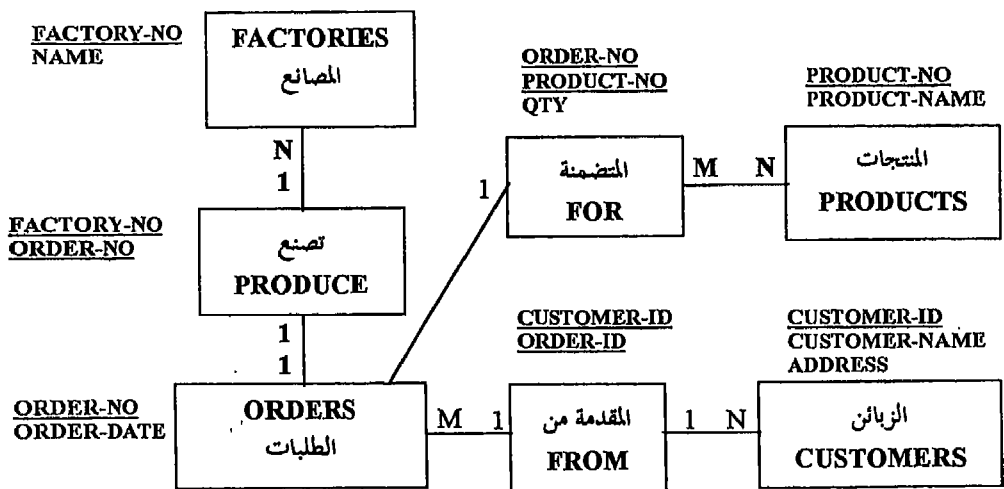 FACTORY-NO
NAME
FACTORIES
المصانع
ORDER-NO
PRODUCT-NO
QTY
PRODUCT-NO
PRODUCT-NAME
N
1
المتضمنة
FOR
1
M N
المنتجات
PRODUCTS
FACTORY-NO
ORDER-NO
تصنع
PRODUCE
1
1
CUSTOMER-ID
ORDER-ID
CUSTOMER-ID
CUSTOMER-NAME
ADDRESS
ORDER-NO
ORDER-DATE
ORDERS
الطلبات
M 1
المقدمة من
FROM
1 N
الزبائن
CUSTOMERS